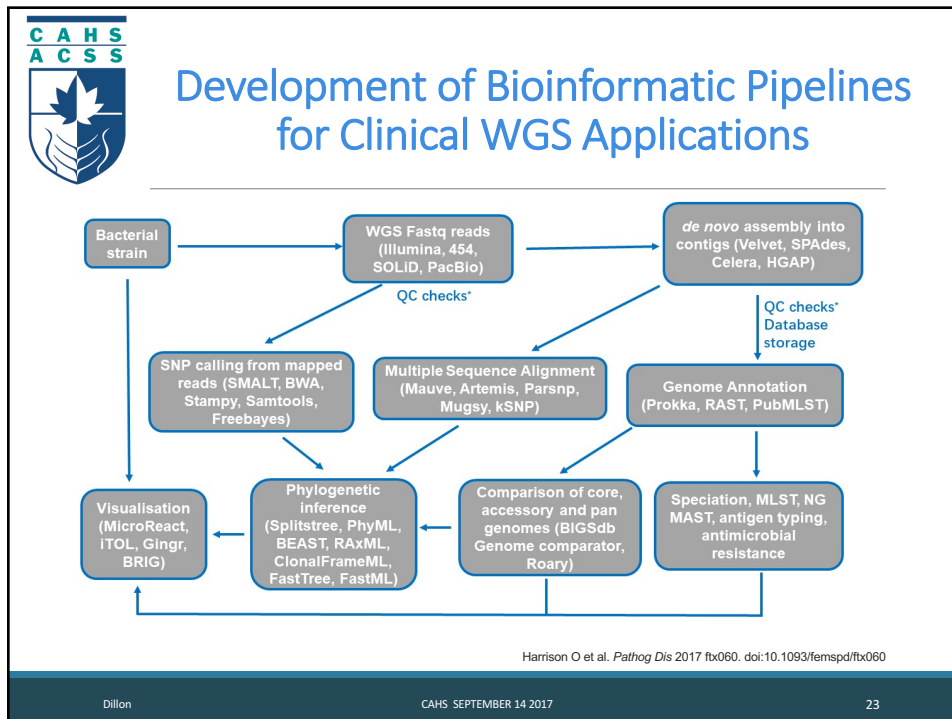 CAHS
ACSS
Development of Bioinformatic Pipelines
for Clinical WGS Applications
Bacterial
strain
WGS Fastq reads
(Illumina, 454,
SOLiD, PacBio)
de novo assembly into
contigs (Velvet, SPAdes,
Celera, HGAP)
QC checks*
QC checks*
Database
storage
SNP calling from mapped
reads (SMALT, BWA,
Stampy, Samtools,
Freebayes)
Multiple Sequence Alignment
(Mauve, Artemis, Parsnp,
Mugsy, kSNP)
Genome Annotation
(Prokka, RAST, PubMLST)
Visualisation
(MicroReact,
iTOL, Gingr,
BRIG)
Phylogenetic
inference
(Splitstree, PhyML,
BEAST, RAxML,
ClonalFrameML,
FastTree, FastML)
Comparison of core,
accessory and pan
genomes (BIGSdb
Genome comparator,
Roary)
Speciation, MLST, NG
MAST, antigen typing,
antimicrobial
resistance
Harrison O et al. Pathog Dis 2017 ftx060. doi:10.1093/femspd/ftx060
Dillon
CAHS SEPTEMBER 14 2017
23